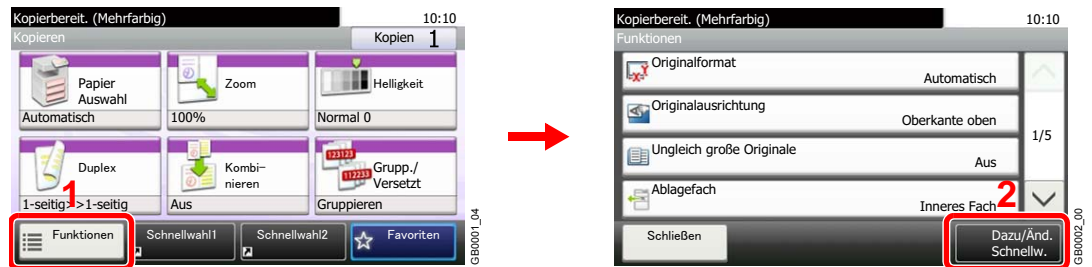 Kopierbereit. (Mehrfarbig) 10:10
Kopieren Kopien 1
Papier Auswahl
Automatisch
Zoom
100%
Helligkeit
Normal 0
Duplex
1-seitig>>1-seitig
Kombi-
nieren
Aus
123123
112233
Grupp./
Versetzt
Gruppieren
1
Funktionen Schnellwahl1 Schnellwahl2 Favoriten
GB0001_04
Kopierbereit. (Mehrfarbig) 10:10
Funktionen
Originalformat
Automatisch
Originalausrichtung
Oberkante oben
1/5
Ungleich große Originale
Aus
Ablagefach
Inneres Fach
2
Schließen
Dazu/Änd.
Schnellw.
GB0002_00